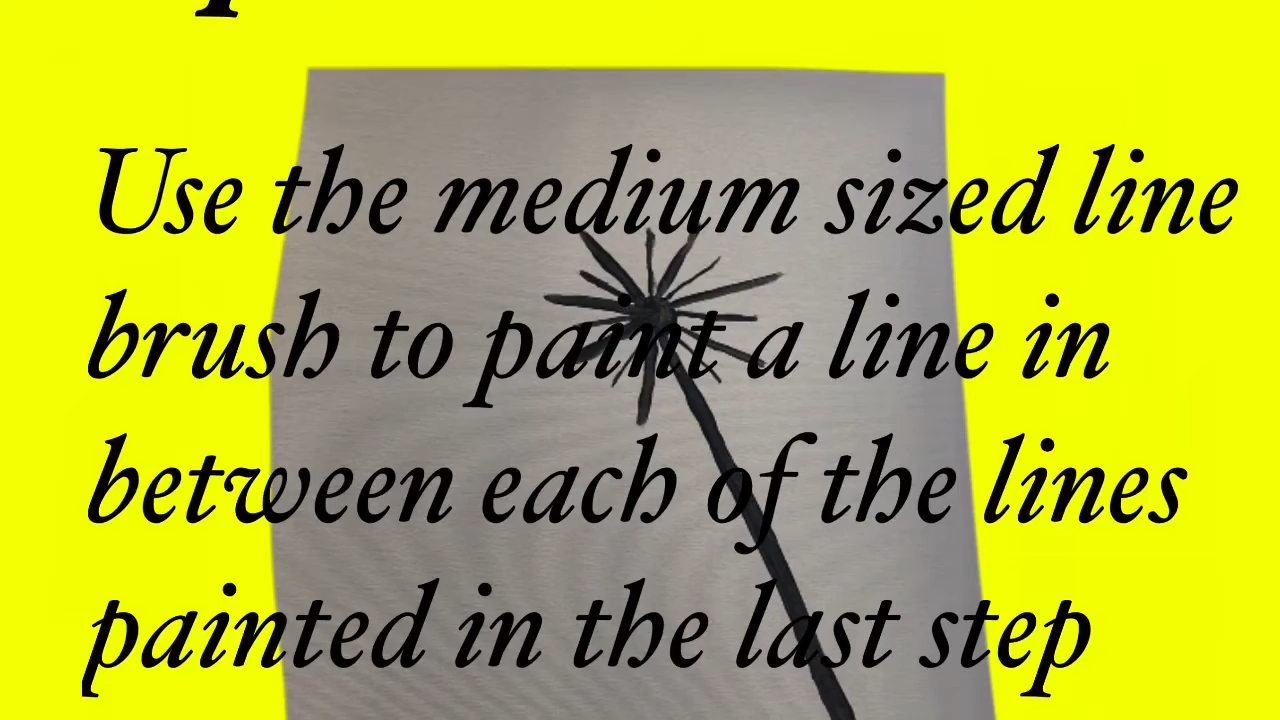 Use the medium sized line
brush to paint a line in
between each of the lines
painted in the last step